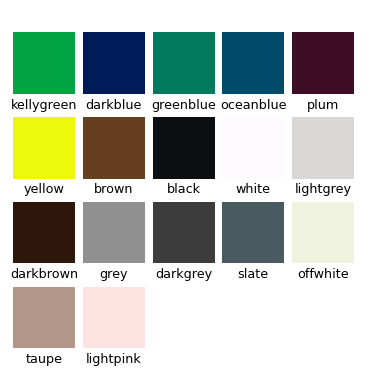 kellygreen darkblue greenblue oceanblue plum
yellow brown black white lightgrey
darkbrown grey darkgrey slate offwhite
taupe lightpink